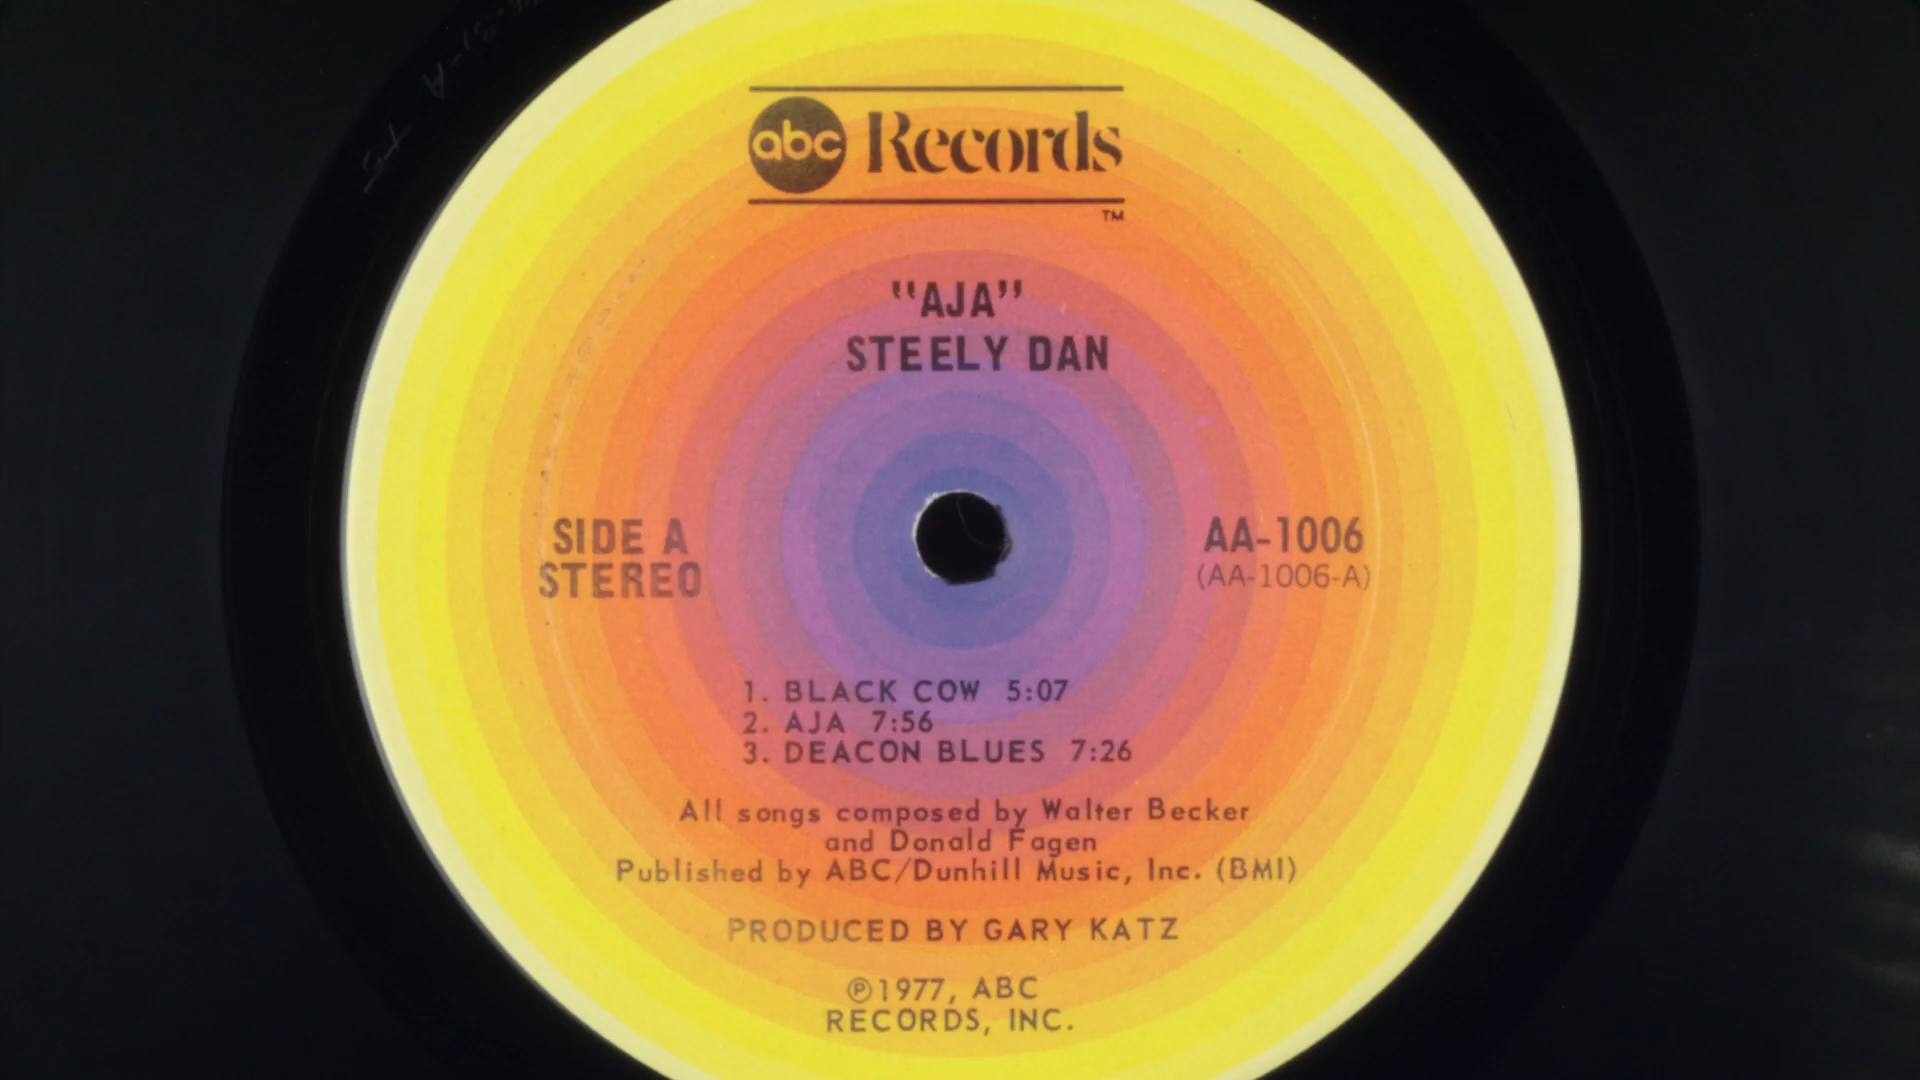 abc Records
TM
"AJA"
STEELY DAN
SIDE A
STEREO
AA-1006
(AA-1006-A)
1. BLACK COW 5:07
2. AJA 7:56
3. DEACON BLUES 7:26
All songs composed by Walter Becker
and Donald Fagen
Published by ABC/Dunhill Music, Inc. (BMI)
PRODUCED BY GARY KATZ
℗1977, ABC
RECORDS, INC.